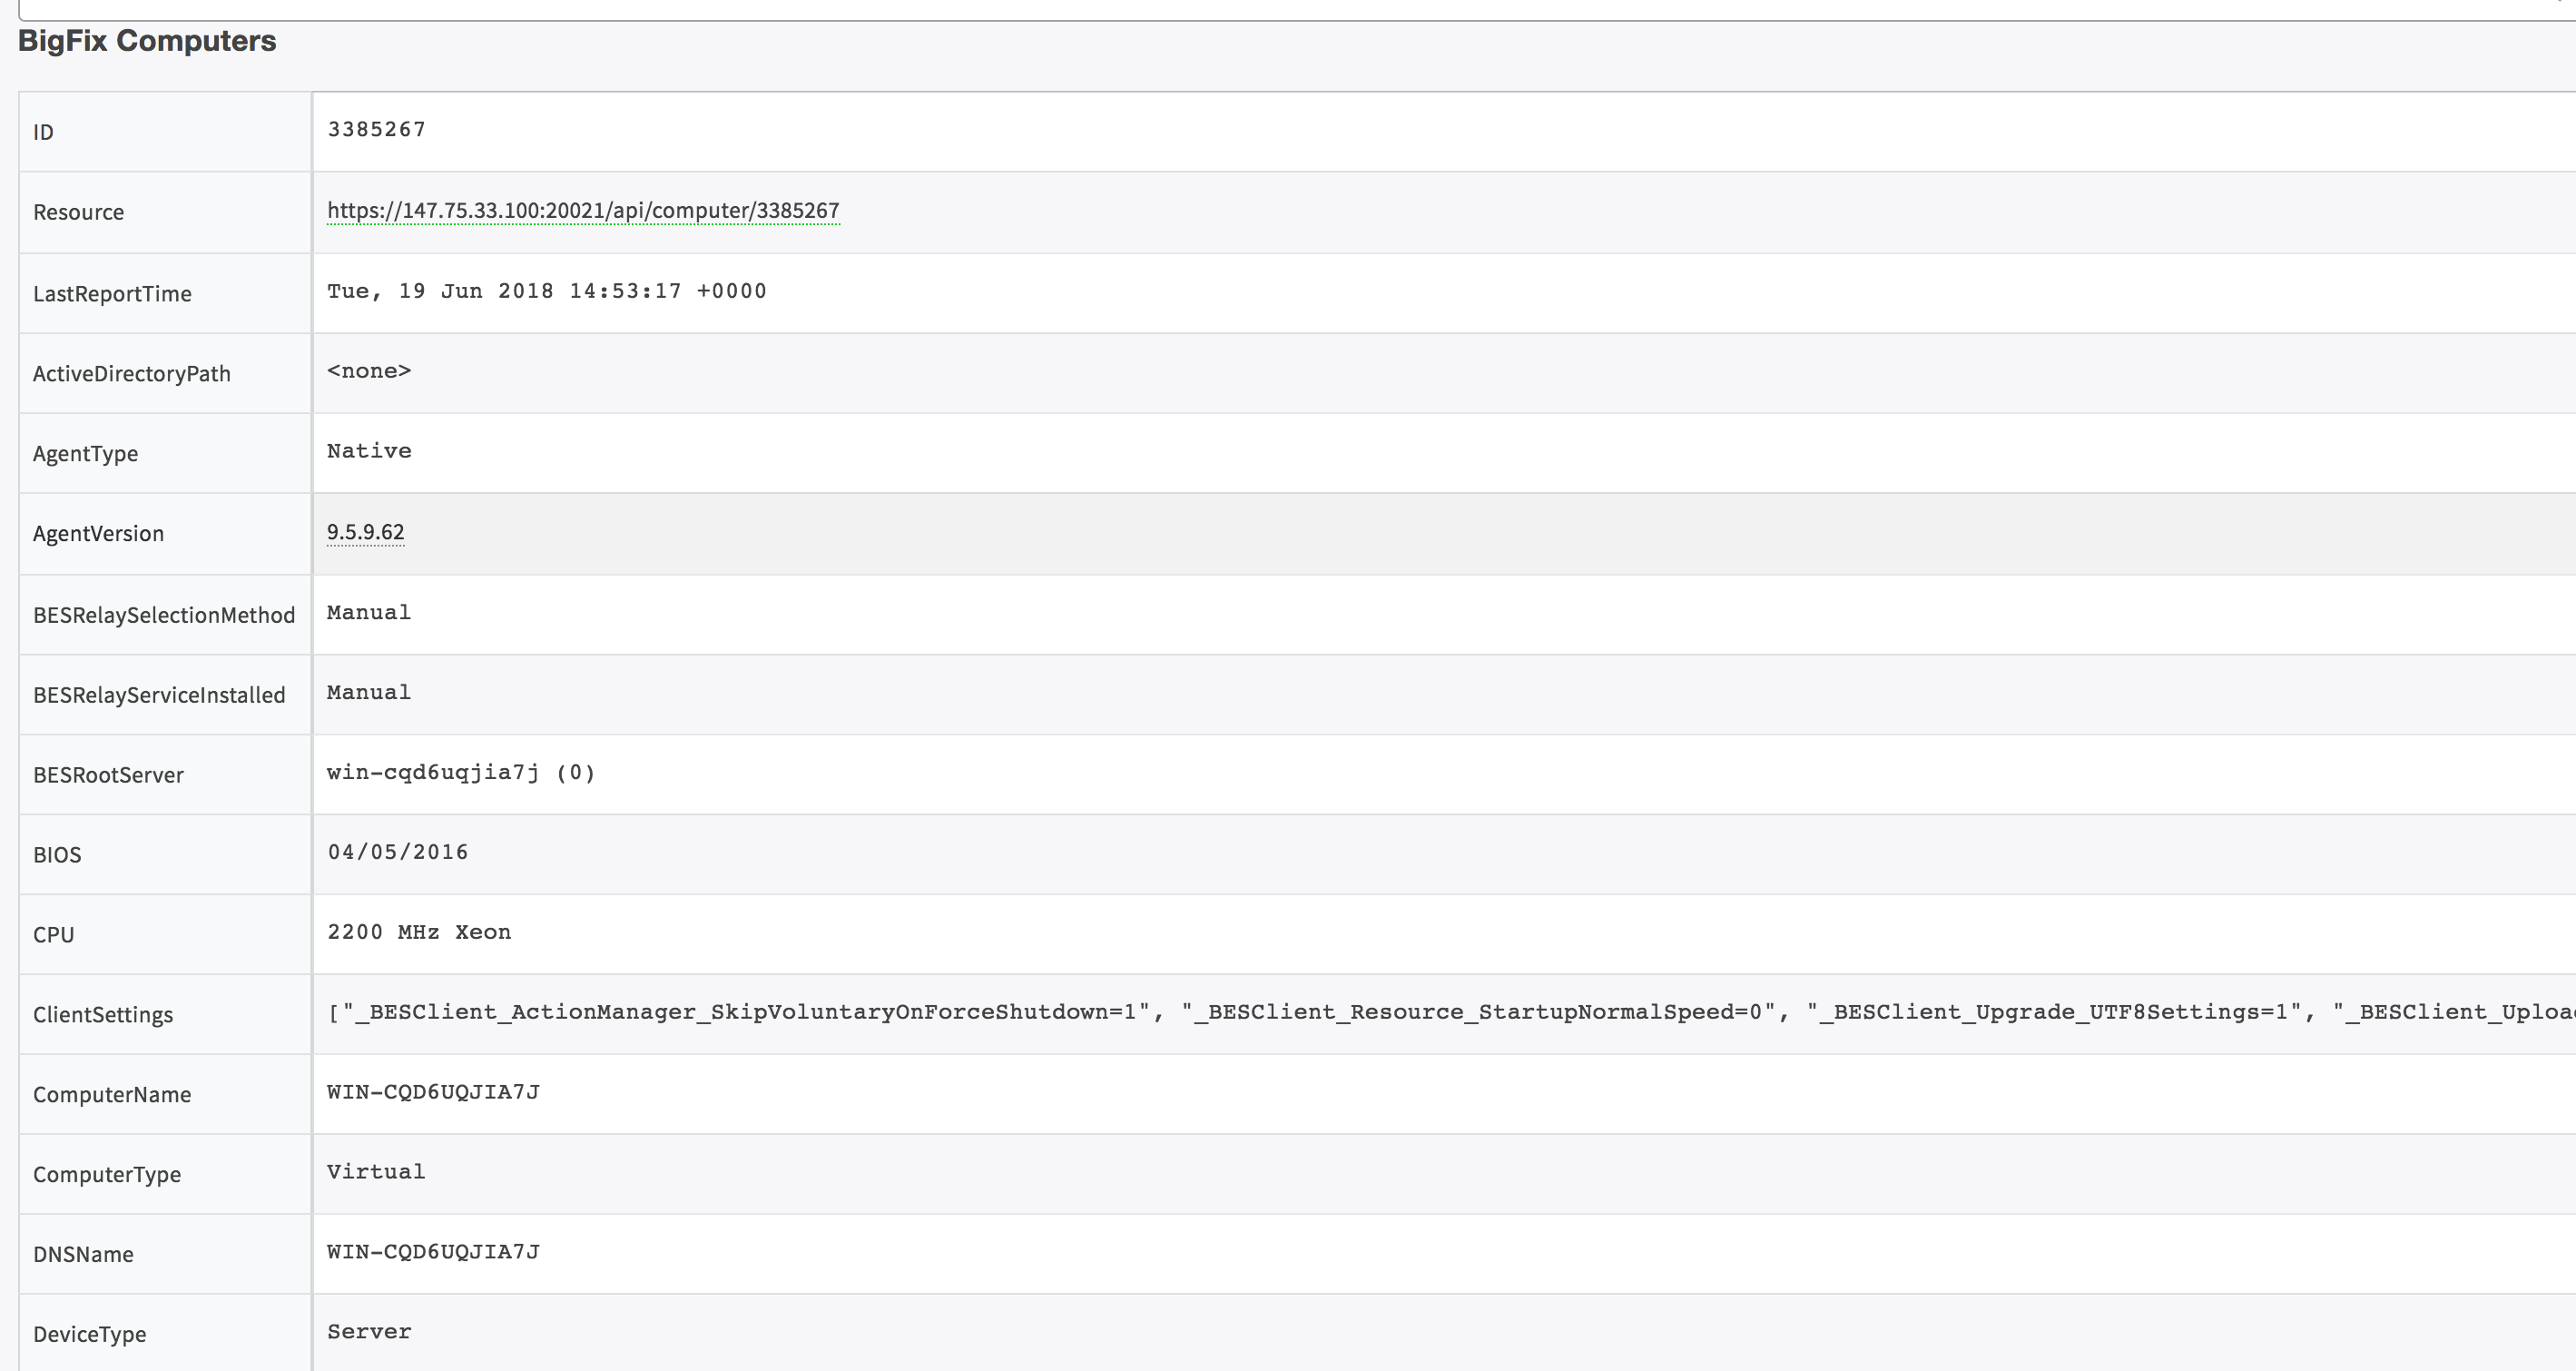 BigFix Computers
ID 3385267
Resource https://147.75.33.100:20021/api/computer/3385267
LastReportTime Tue, 19 Jun 2018 14:53:17 +0000
ActiveDirectoryPath <none>
AgentType Native
AgentVersion 9.5.9.62
BESRelaySelectionMethod Manual
BESRelayServiceInstalled Manual
BESRootServer win-cqd6uqjia7j (0)
BIOS 04/05/2016
CPU 2200 MHz Xeon
ClientSettings ["_BESClient_ActionManager_SkipVoluntaryOnForceShutdown=1", "_BESClient_Resource_StartupNormalSpeed=0", "_BESClient_Upgrade_UTF8Settings=1", "_BESClient_Uploa
ComputerName WIN-CQD6UQJIA7J
ComputerType Virtual
DNSName WIN-CQD6UQJIA7J
DeviceType Server